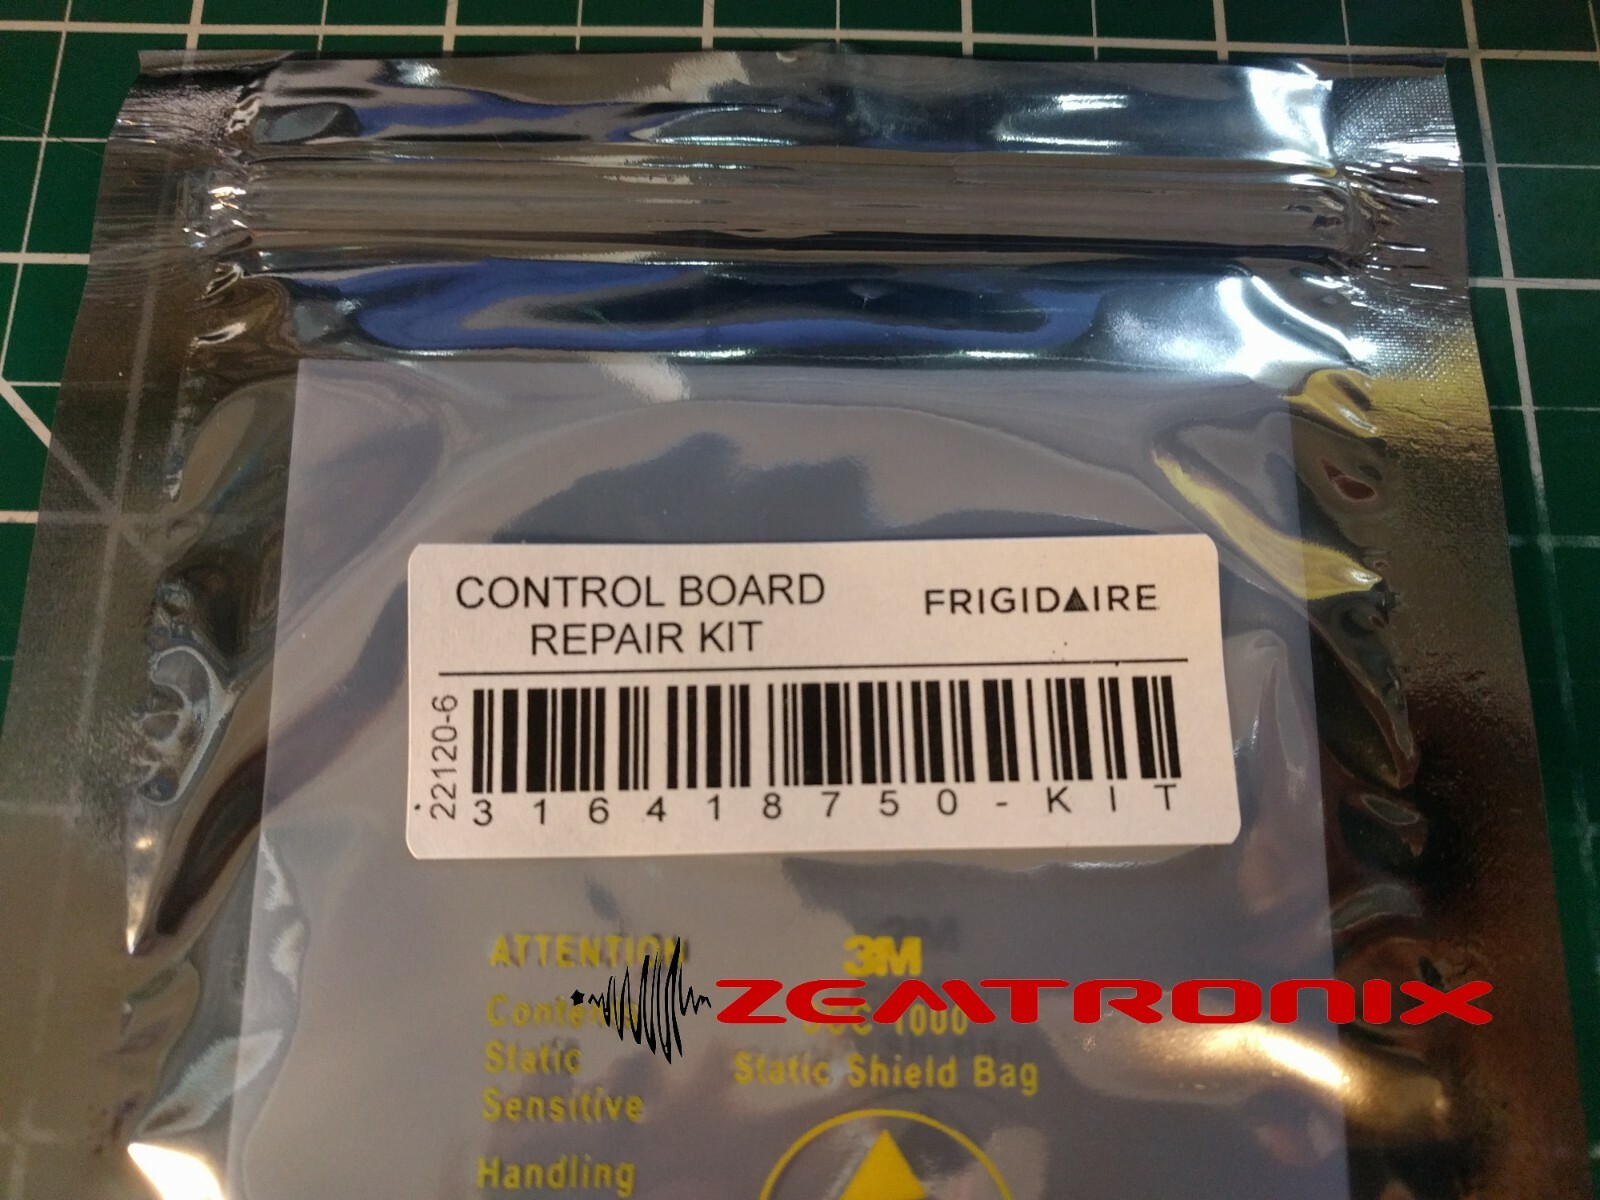 CONTROL BOARD
REPAIR KIT
FRIGIDAIRE
22120-6
316418750-KIT
ATTENTION
Contents
Static
Sensitive
Handling
3M
1000
Static Shield Bag
ZEMTRONIX